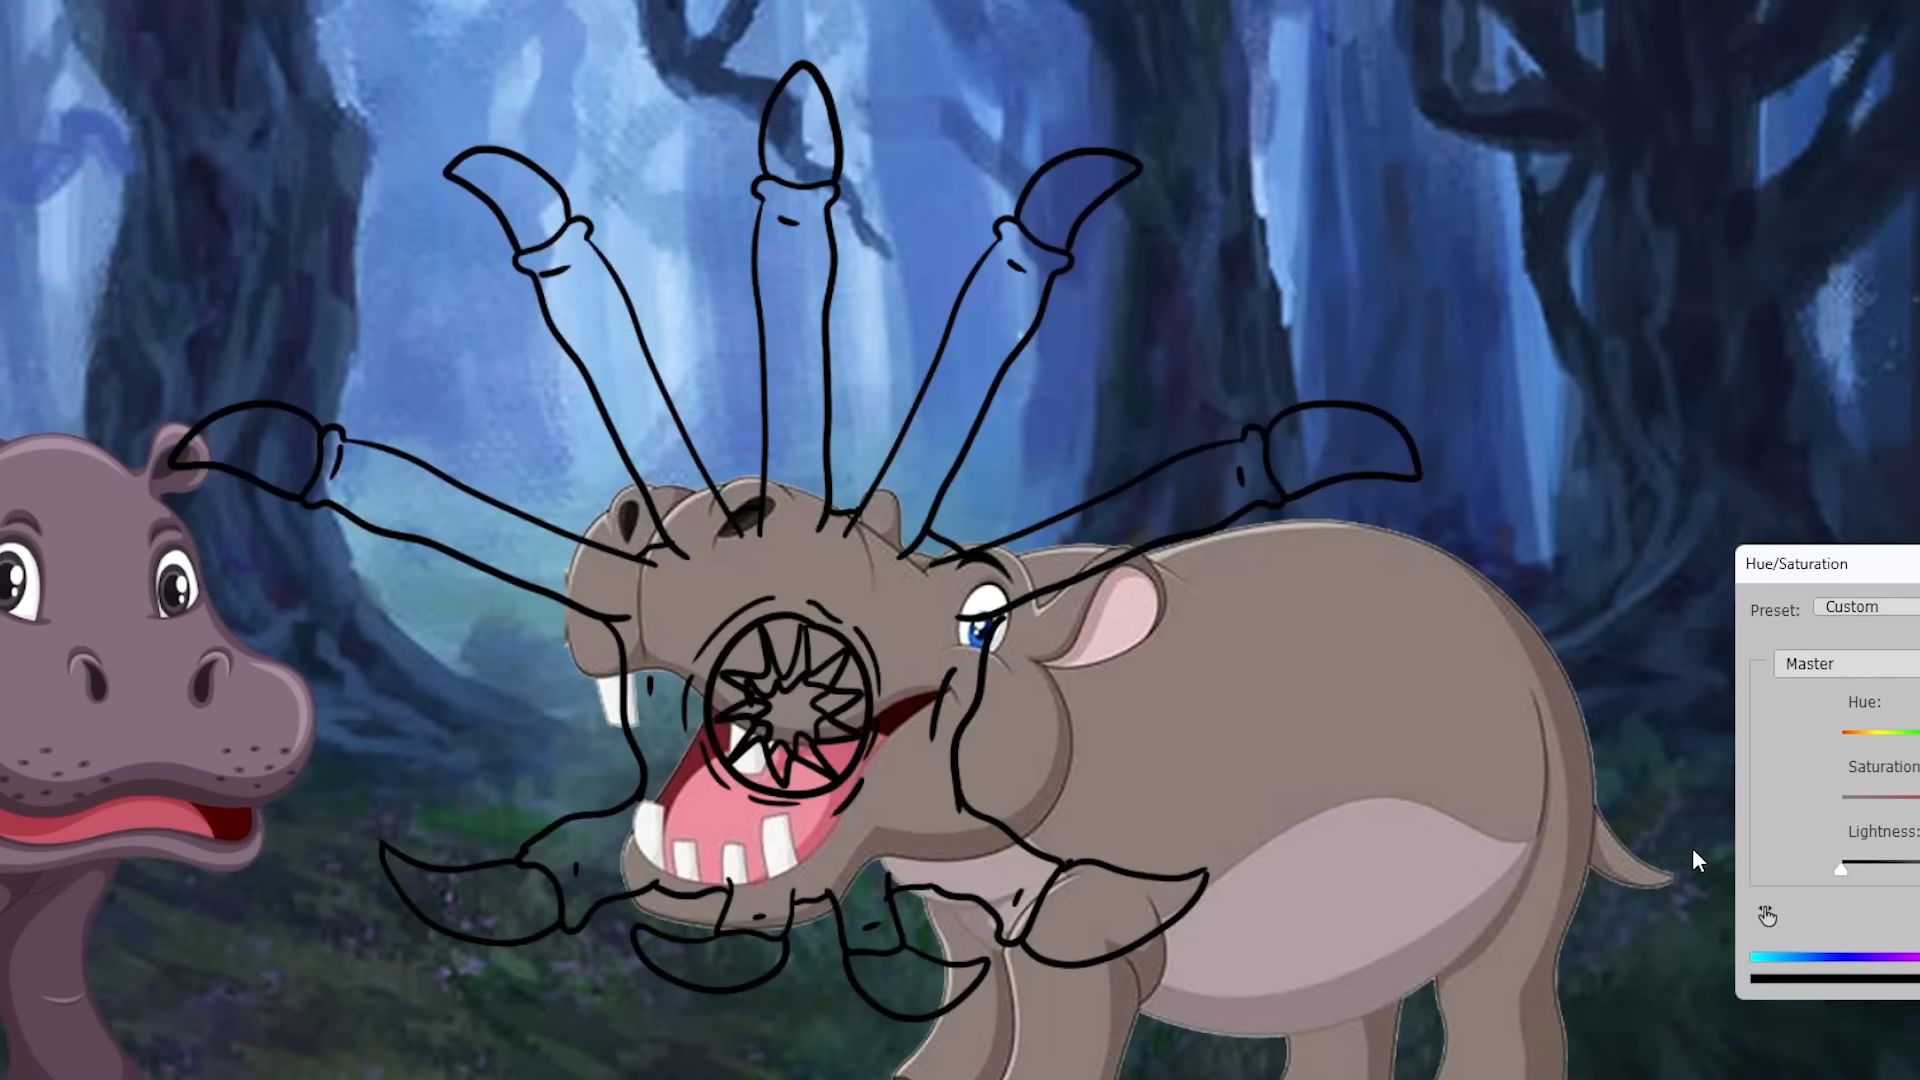 Hue/Saturation
Preset: Custom
Master
Hue:
Saturation
Lightness: